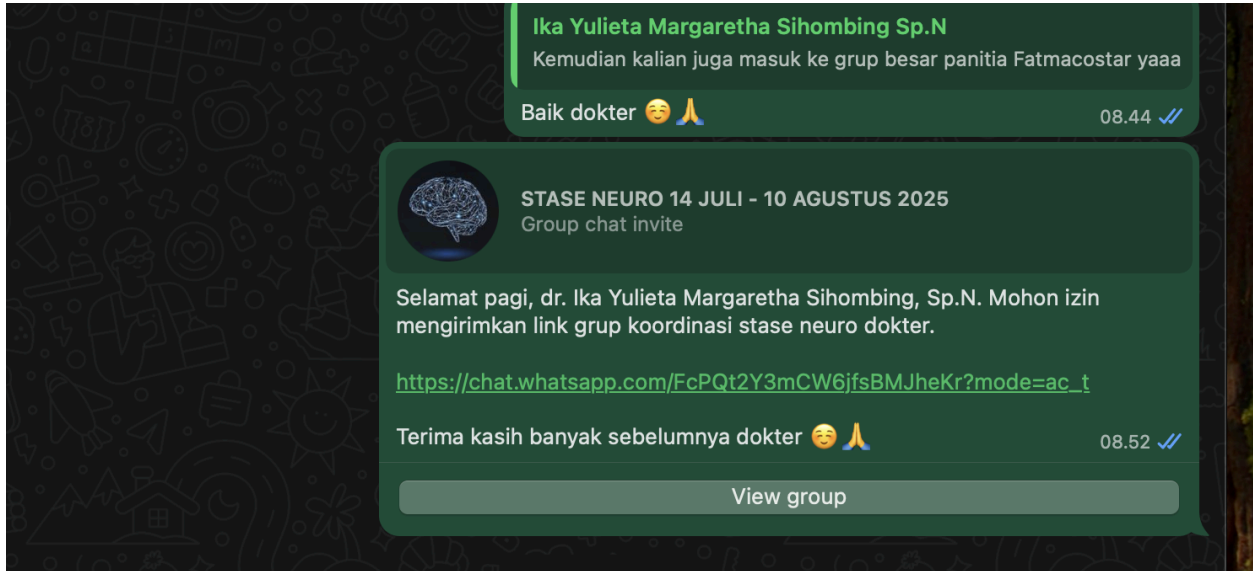 Ika Yulieta Margaretha Sihombing Sp.N
Kemudian kalian juga masuk ke grup besar panitia Fatmacostar yaaa
Baik dokter ☺️🙏
08.44
STASE NEURO 14 JULI - 10 AGUSTUS 2025
Group chat invite
Selamat pagi, dr. Ika Yulieta Margaretha Sihombing, Sp.N. Mohon izin
mengirimkan link grup koordinasi stase neuro dokter.
https://chat.whatsapp.com/FcPQt2Y3mCW6jfsBMJheKr?mode=ac_t
Terima kasih banyak sebelumnya dokter ☺️🙏
08.52
View group